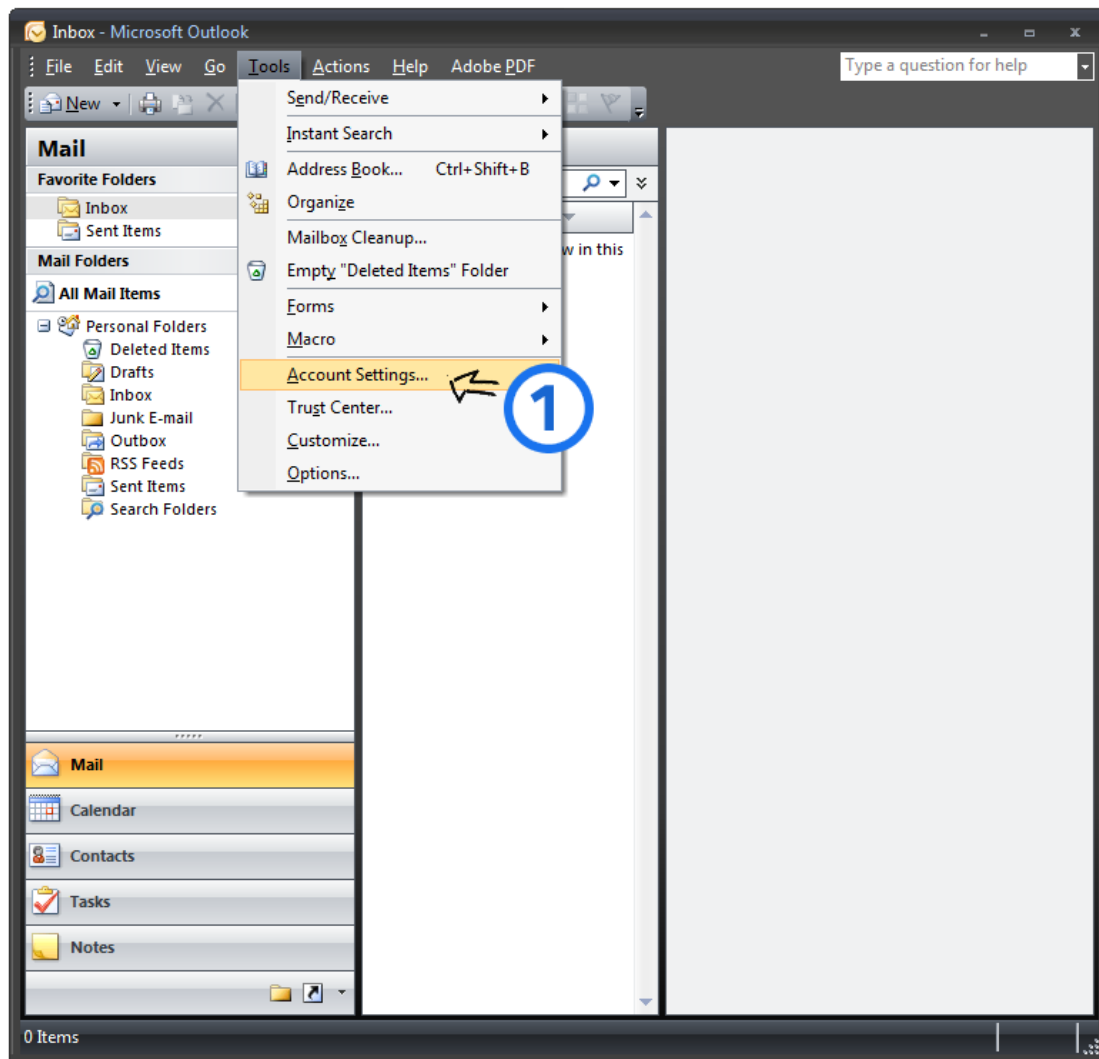 Inbox - Microsoft Outlook
File Edit View Go Tools Actions Help Adobe PDF
Type a question for help
New
Send/Receive
Instant Search
Address Book... Ctrl+Shift+B
Organize
Mailbox Cleanup...
Empty "Deleted Items" Folder
Forms
Macro
Account Settings...
Trust Center...
Customize...
Options...
1
w in this
Mail
Favorite Folders
Inbox
Sent Items
Mail Folders
All Mail Items
Personal Folders
Deleted Items
Drafts
Inbox
Junk E-mail
Outbox
RSS Feeds
Sent Items
Search Folders
Mail
Calendar
Contacts
Tasks
Notes
0 Items